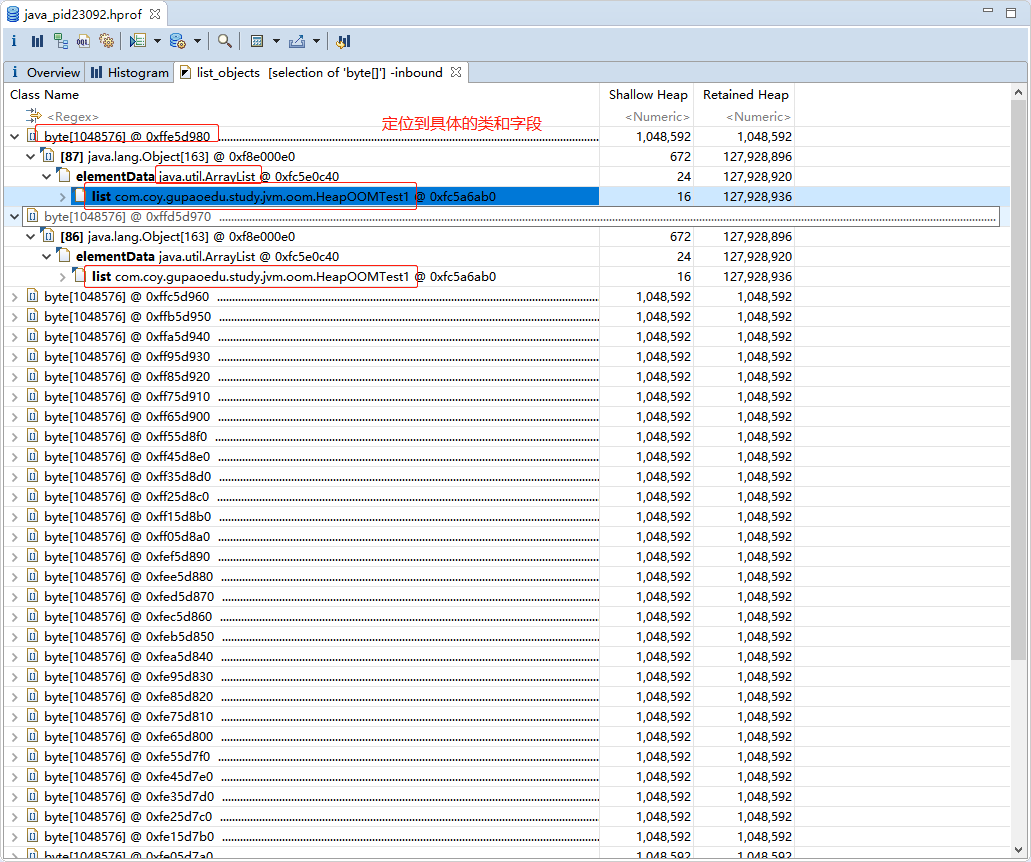 java_pid23092.hprof
i OQL
i Overview Histogram list_objects [selection of 'byte[]'] -inbound
Class Name Shallow Heap Retained Heap
<Regex> <Numeric> <Numeric>
定位到具体的类和字段
byte[1048576] @ 0xffe5d980 1,048,592 1,048,592
[87] java.lang.Object[163] @ 0xf8e000e0 672 127,928,896
elementData java.util.ArrayList @ 0xfc5e0c40 24 127,928,920
list com.coy.gupaoedu.study.jvm.oom.HeapOOMTest1 @ 0xfc5a6ab0 16 127,928,936
byte[1048576] @ 0xffd5d970
[86] java.lang.Object[163] @ 0xf8e000e0 672 127,928,896
elementData java.util.ArrayList @ 0xfc5e0c40 24 127,928,920
list com.coy.gupaoedu.study.jvm.oom.HeapOOMTest1 @ 0xfc5a6ab0 16 127,928,936
byte[1048576] @ 0xffc5d960 1,048,592 1,048,592
byte[1048576] @ 0xffb5d950 1,048,592 1,048,592
byte[1048576] @ 0xffa5d940 1,048,592 1,048,592
byte[1048576] @ 0xff95d930 1,048,592 1,048,592
byte[1048576] @ 0xff85d920 1,048,592 1,048,592
byte[1048576] @ 0xff75d910 1,048,592 1,048,592
byte[1048576] @ 0xff65d900 1,048,592 1,048,592
byte[1048576] @ 0xff55d8f0 1,048,592 1,048,592
byte[1048576] @ 0xff45d8e0 1,048,592 1,048,592
byte[1048576] @ 0xff35d8d0 1,048,592 1,048,592
byte[1048576] @ 0xff25d8c0 1,048,592 1,048,592
byte[1048576] @ 0xff15d8b0 1,048,592 1,048,592
byte[1048576] @ 0xff05d8a0 1,048,592 1,048,592
byte[1048576] @ 0xfef5d890 1,048,592 1,048,592
byte[1048576] @ 0xfee5d880 1,048,592 1,048,592
byte[1048576] @ 0xfed5d870 1,048,592 1,048,592
byte[1048576] @ 0xfec5d860 1,048,592 1,048,592
byte[1048576] @ 0xfeb5d850 1,048,592 1,048,592
byte[1048576] @ 0xfea5d840 1,048,592 1,048,592
byte[1048576] @ 0xfe95d830 1,048,592 1,048,592
byte[1048576] @ 0xfe85d820 1,048,592 1,048,592
byte[1048576] @ 0xfe75d810 1,048,592 1,048,592
byte[1048576] @ 0xfe65d800 1,048,592 1,048,592
byte[1048576] @ 0xfe55d7f0 1,048,592 1,048,592
byte[1048576] @ 0xfe45d7e0 1,048,592 1,048,592
byte[1048576] @ 0xfe35d7d0 1,048,592 1,048,592
byte[1048576] @ 0xfe25d7c0 1,048,592 1,048,592
byte[1048576] @ 0xfe15d7b0 1,048,592 1,048,592
byte[1048576] @ 0xfe05d7a0 1,048,592 1,048,592